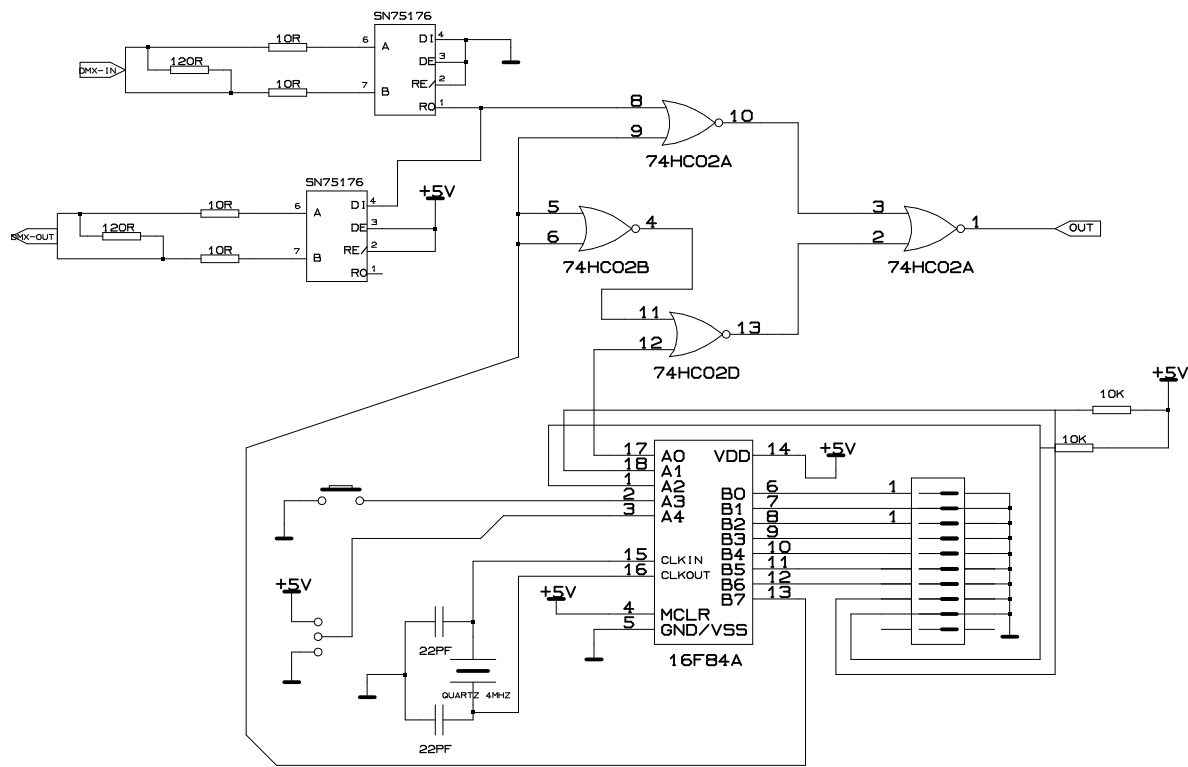 SN75176
10R
6
A
DI
4
120R
DMX-IN
DE
3
RE/
2
10R
7
B
RO
1
8
10
9
74HC02A
SN75176
+5V
10R
6
A
DI
4
120R
DMX-OUT
DE
3
RE/
2
10R
7
B
RO
1
5
4
6
74HC02B
3
1
OUT
2
74HC02A
11
13
12
74HC02D
+5V
10K
10K
17
A0
VDD
14
+5V
18
A1
1
A2
2
A3
3
A4
B0
6
1
B1
7
B2
8
1
B3
9
B4
10
B5
11
B6
12
B7
13
15
CLKIN
16
CLKOUT
+5V
+5V
4
MCLR
5
GND/VSS
16F84A
22PF
QUARTZ 4MHZ
22PF